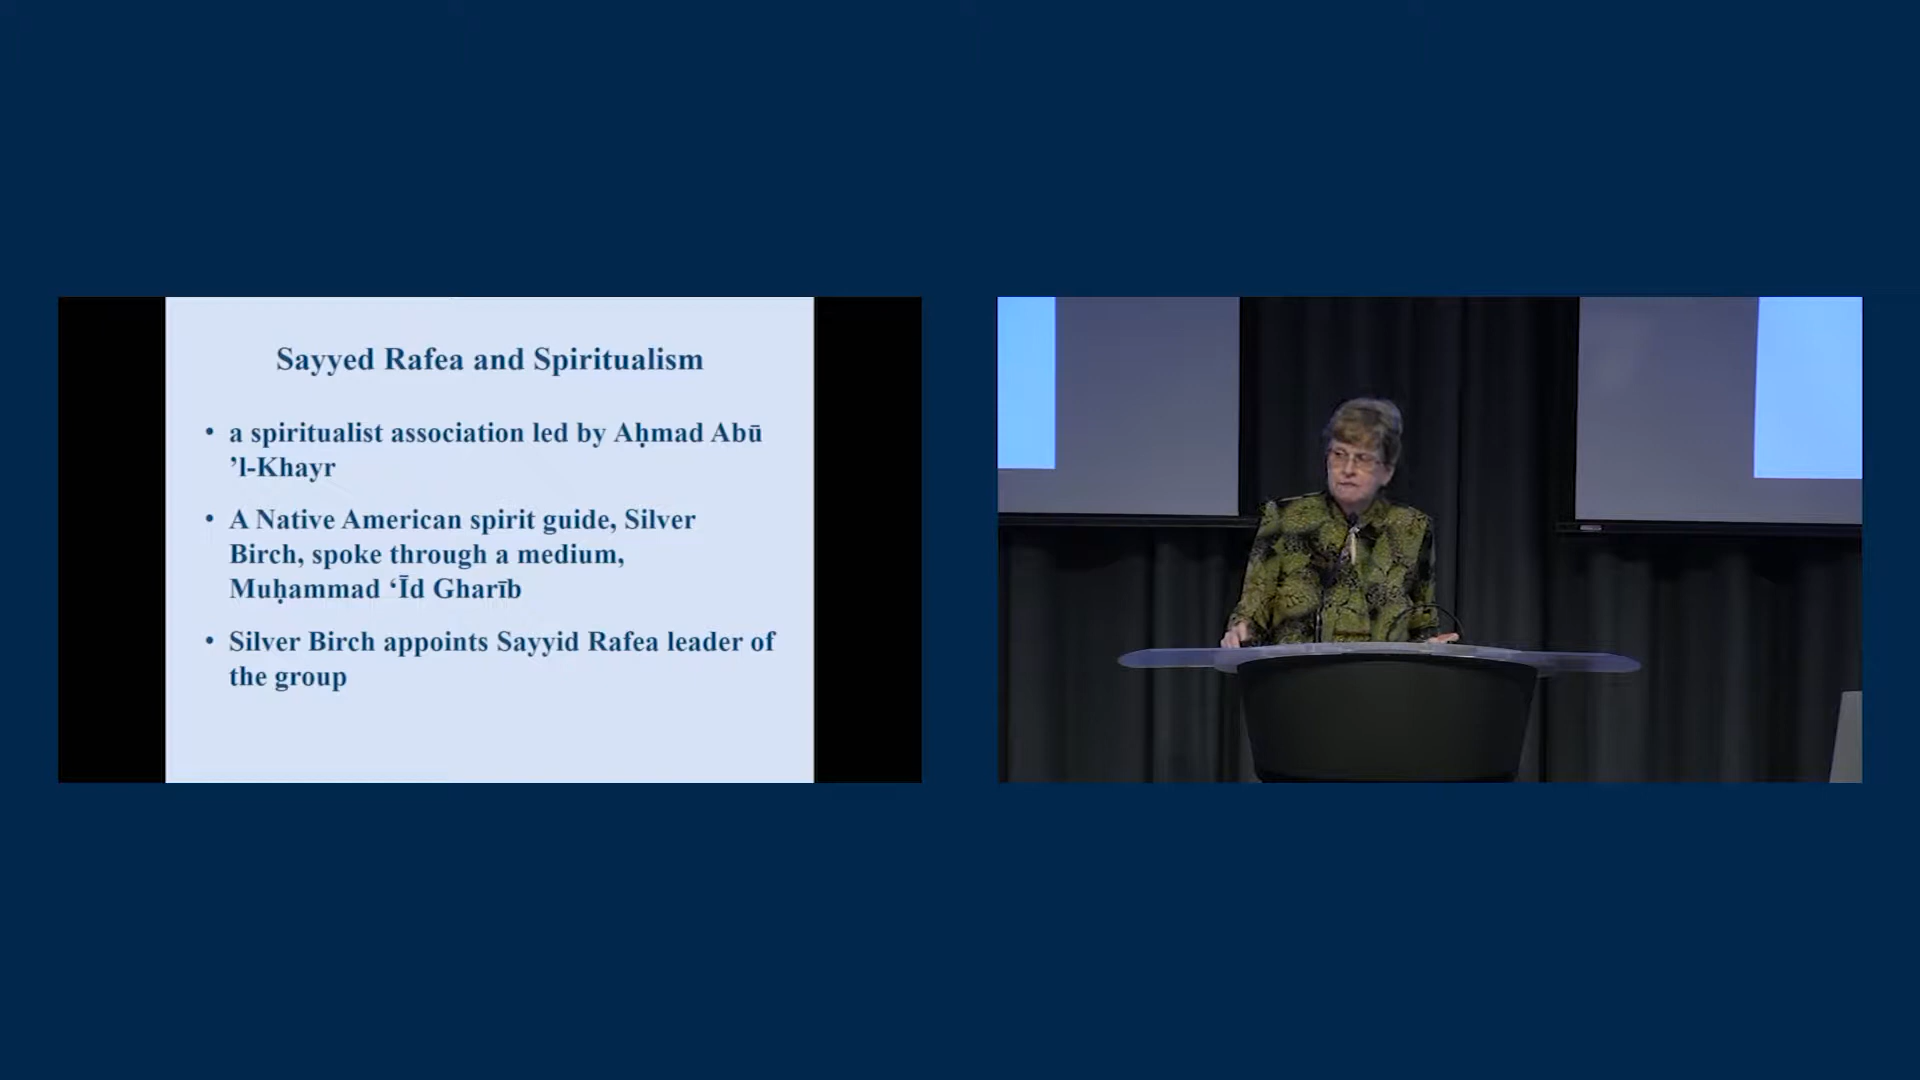 Sayyed Rafea and Spiritualism
• a spiritualist association led by Aḥmad Abū
’l-Khayr
• A Native American spirit guide, Silver
Birch, spoke through a medium,
Muḥammad ‘Īd Gharīb
• Silver Birch appoints Sayyid Rafea leader of
the group